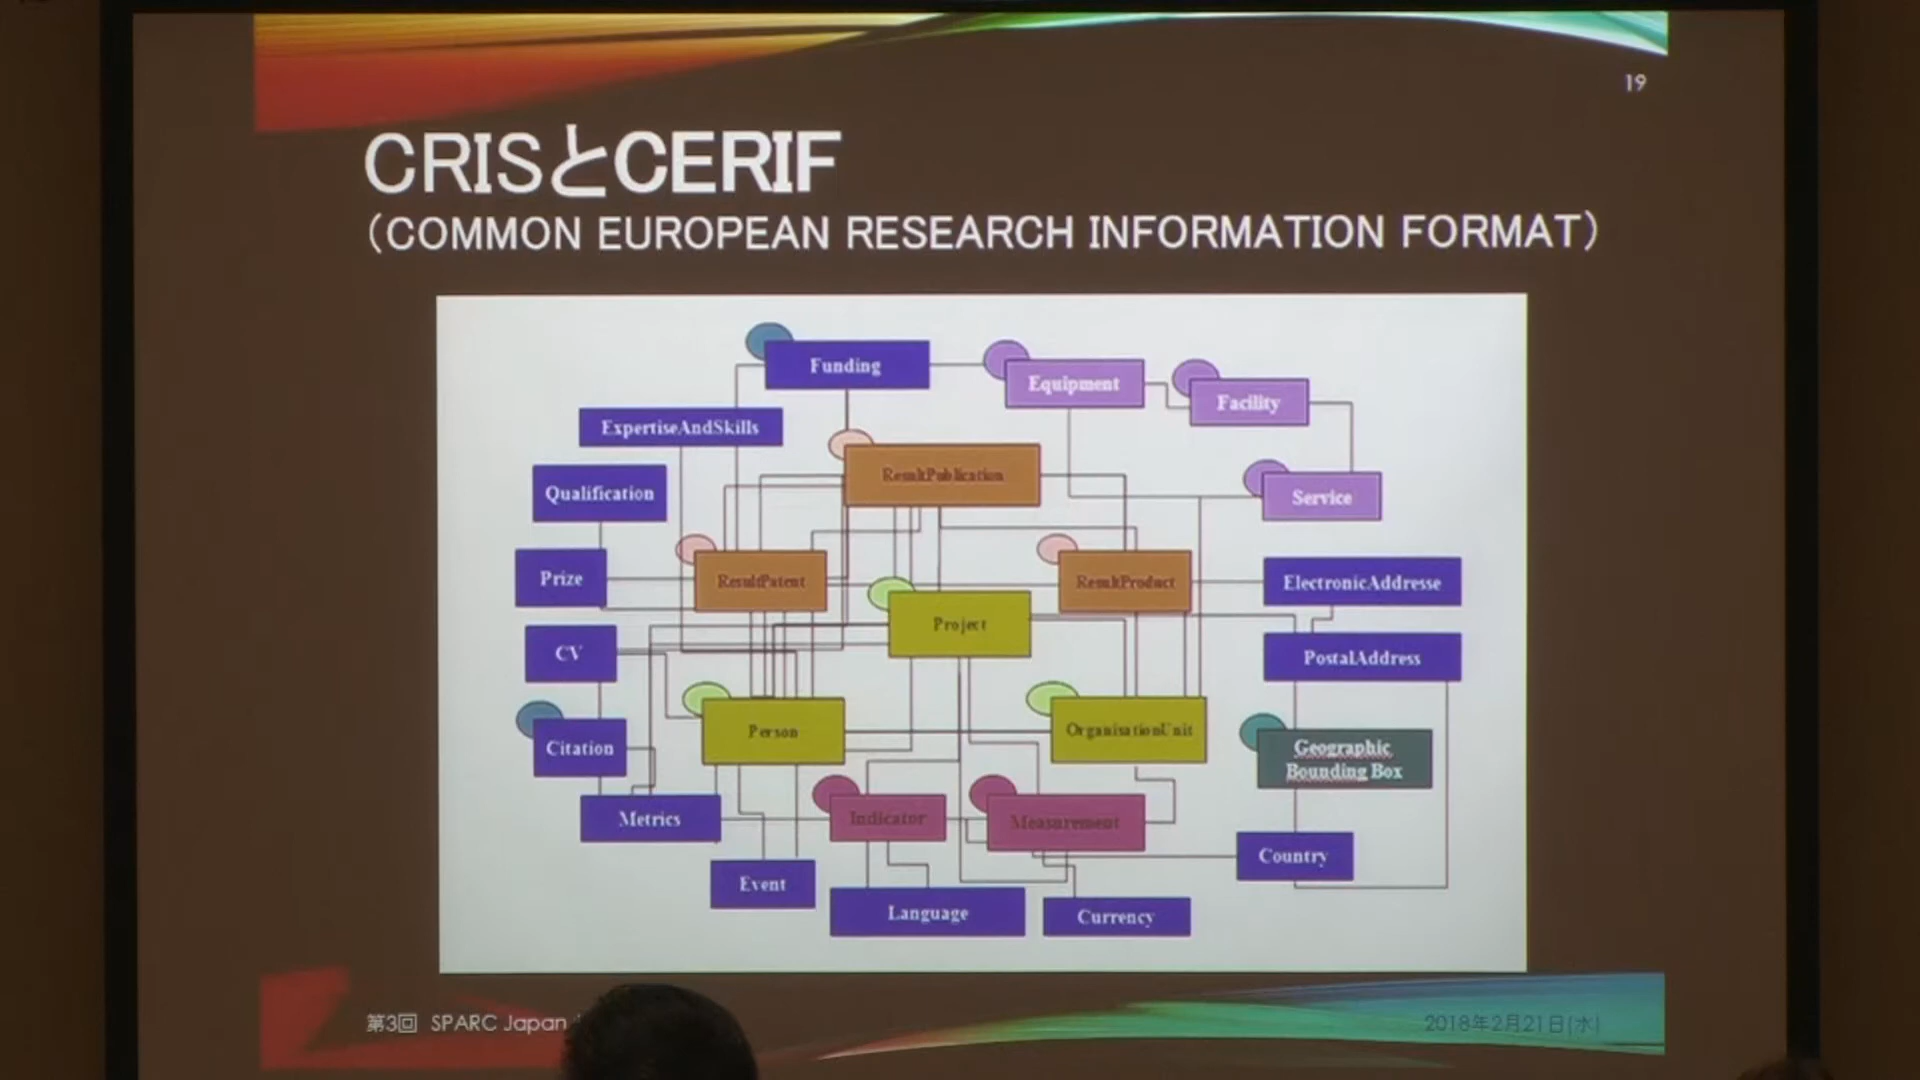 19
CRISとCERIF
（COMMON EUROPEAN RESEARCH INFORMATION FORMAT）
Funding
Equipment
Facility
ExpertiseAndSkills
ResultPublication
Qualification
Service
Prize
ResultPatent
ResultProduct
ElectronicAddresse
Project
CV
PostalAddress
Person
OrganisationUnit
Citation
Geographic
Bounding Box
Metrics
Indicator
Measurement
Country
Event
Language
Currency
第3回 SPARC Japan
2018年2月21日(水)